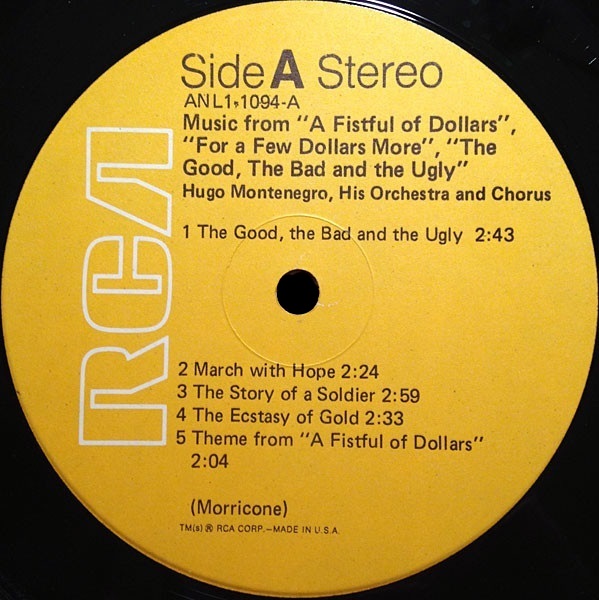 Side A Stereo
ANL1-1094-A
Music from "A Fistful of Dollars",
"For a Few Dollars More", "The
Good, The Bad and the Ugly"
Hugo Montenegro, His Orchestra and Chorus
1 The Good, the Bad and the Ugly 2:43
RCA
2 March with Hope 2:24
3 The Story of a Soldier 2:59
4 The Ecstasy of Gold 2:33
5 Theme from "A Fistful of Dollars"
2:04
(Morricone)
TM(s) ® RCA CORP.–MADE IN U.S.A.